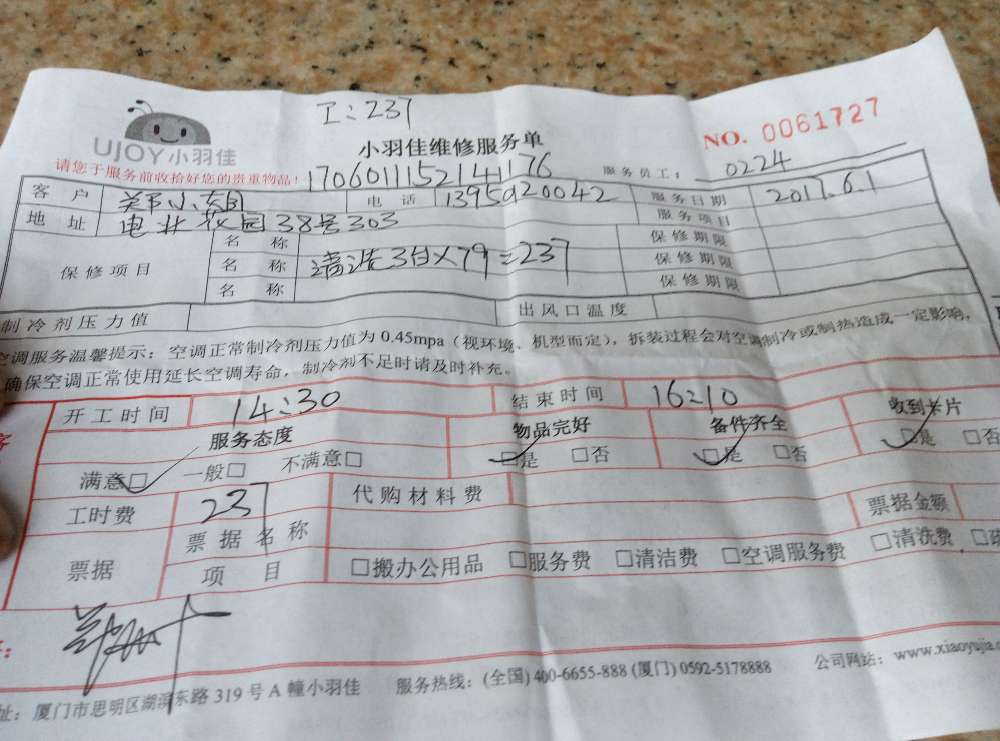 工:237
UJOY小羽佳
小羽佳维修服务单
NO. 0061727
请您于服务前收拾好您的贵重物品!
170601115214176
服务员工: 0224
客 户 郑小 电 话 1395920042 服务日期 2017.6.1
地 址 电业花园38号303 服务项目
保修项目
名 称 保修期限
名 称 清洗3台×79=237 保修期限
名 称 保修期限
制冷剂压力值 出风口温度
空调服务温馨提示: 空调正常制冷剂压力值为 0.45mpa (视环境、机型而定), 拆装过程会对空调制冷或制热造成一定影响,
确保空调正常使用延长空调寿命, 制冷剂不足时请及时补充。
开工时间 14:30 结束时间 16:10
服务态度 物品完好 备件齐全 收到卡片
满意□ 一般□ 不满意□ □是 □否 □是 □否 □是 □否
工时费 237 代购材料费 票据金额
票据
票据名称
项 目 □搬办公用品 □服务费 □清洁费 □空调服务费 □清洗费
址: 厦门市思明区湖滨东路 319 号 A 幢小羽佳 服务热线: (全国) 400-6655-888 (厦门) 0592-5178888 公司网站: www.xiaoyujia.